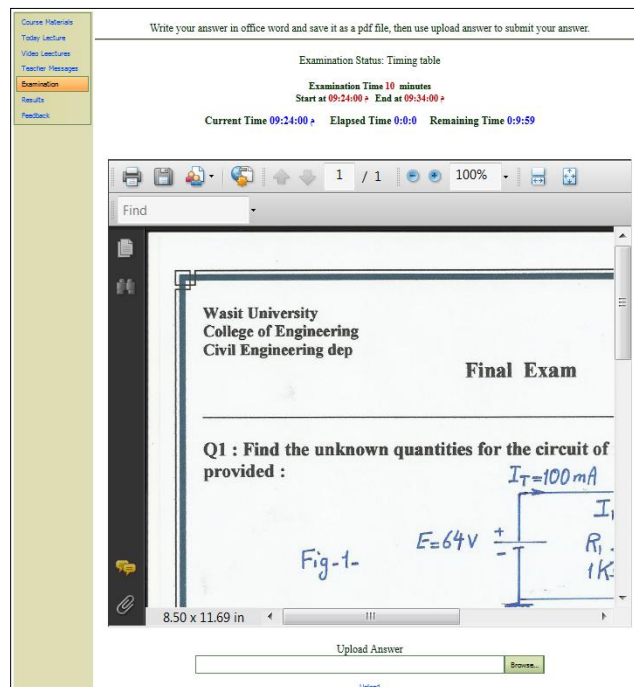 Course Materials
Today Lecture
Video Leectures
Teacher Messages
Examination
Results
Feedback
Write your answer in office word and save it as a pdf file, then use upload answer to submit your answer.
Examination Status: Timing table
Examination Time 10 minutes
Start at 09:24:00 م End at 09:34:00 م
Current Time 09:24:00 م Elapsed Time 0:0:0 Remaining Time 0:9:59
1 / 1 100%
Find
Wasit University
College of Engineering
Civil Engineering dep
Final Exam
Q1 : Find the unknown quantities for the circuit of
provided :
I_T=100mA
E=64V + -
Fig-1-
R₁
1K
8.50 x 11.69 in
Upload Answer
Browse...
Upload